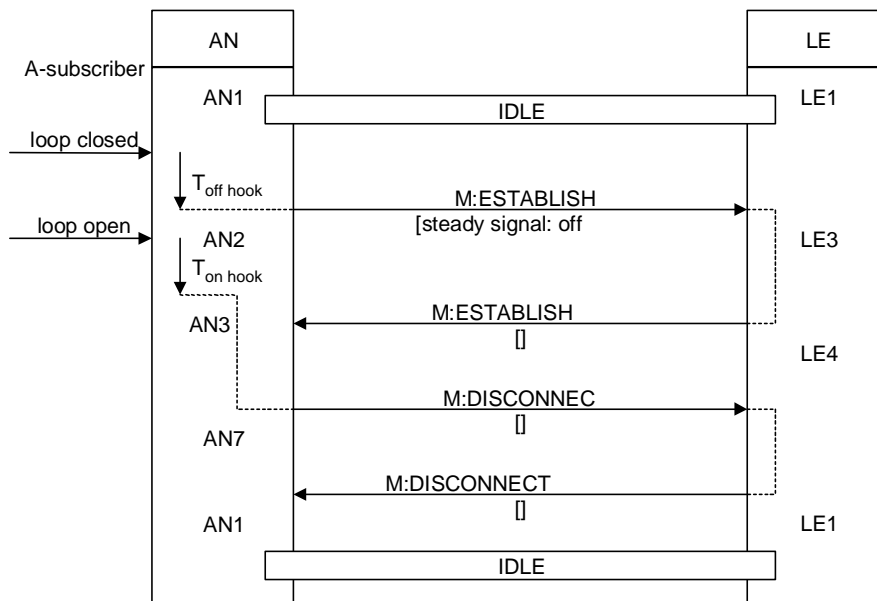 AN
LE
A-subscriber
AN1
IDLE
LE1
loop closed
T off hook
M:ESTABLISH
[steady signal: off
loop open
AN2
LE3
T on hook
M:ESTABLISH
AN3
[]
LE4
M:DISCONNEC
[]
AN7
M:DISCONNECT
[]
AN1
LE1
IDLE